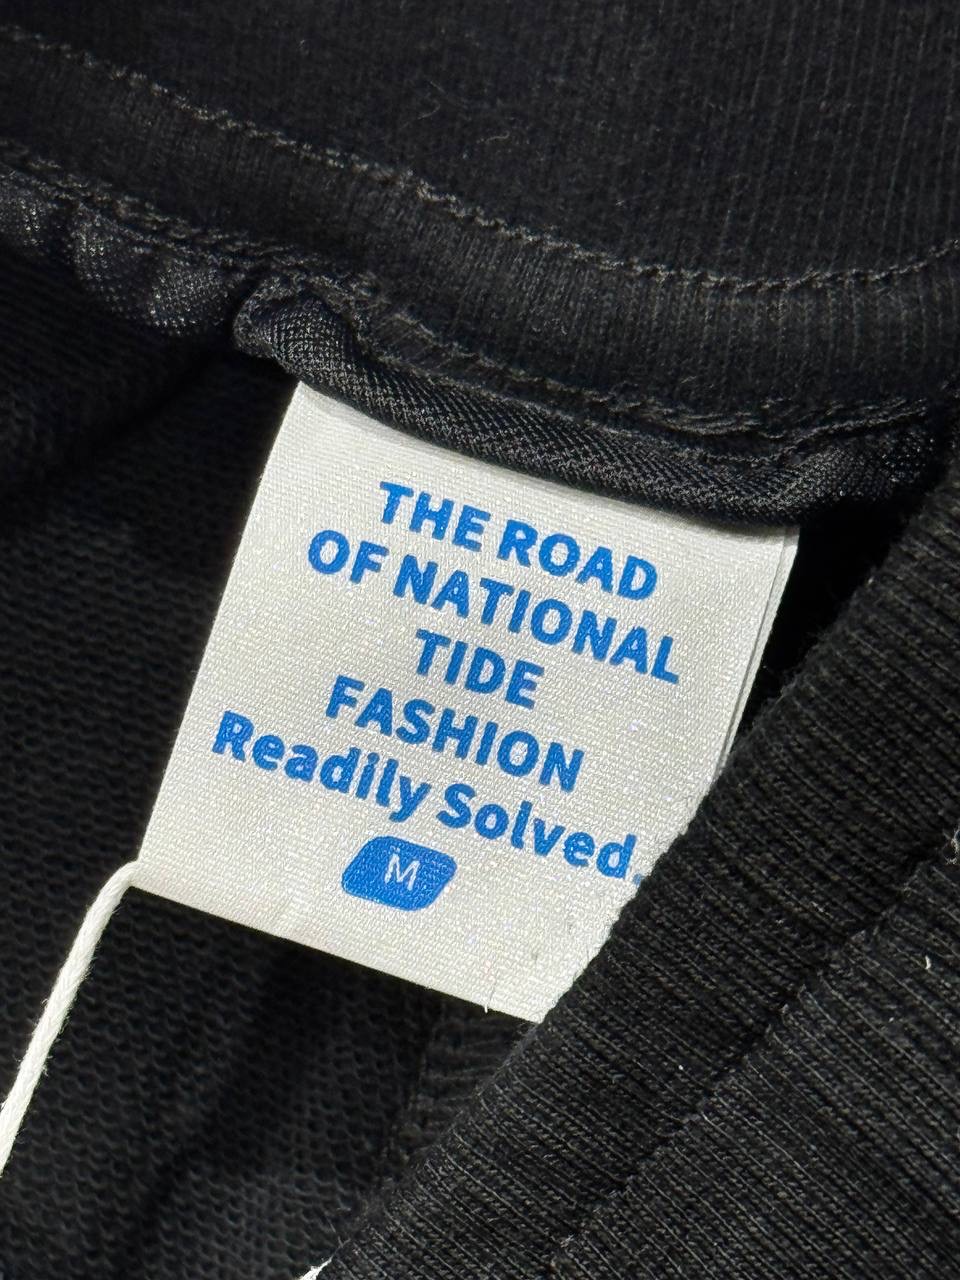 THE ROAD
OF NATIONAL
TIDE
FASHION
Readily Solved.
M